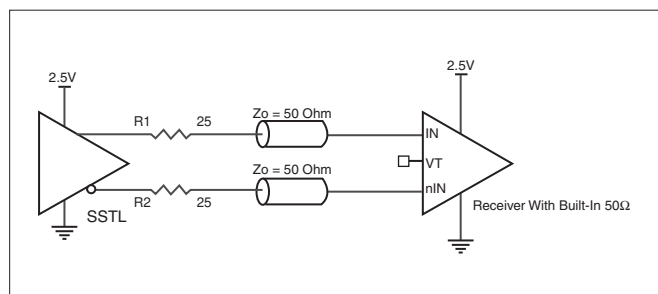 2.5V
2.5V
R1 25
Zo = 50 Ohm
IN
VT
Zo = 50 Ohm
nIN
R2 25
SSTL
Receiver With Built-In 50Ω